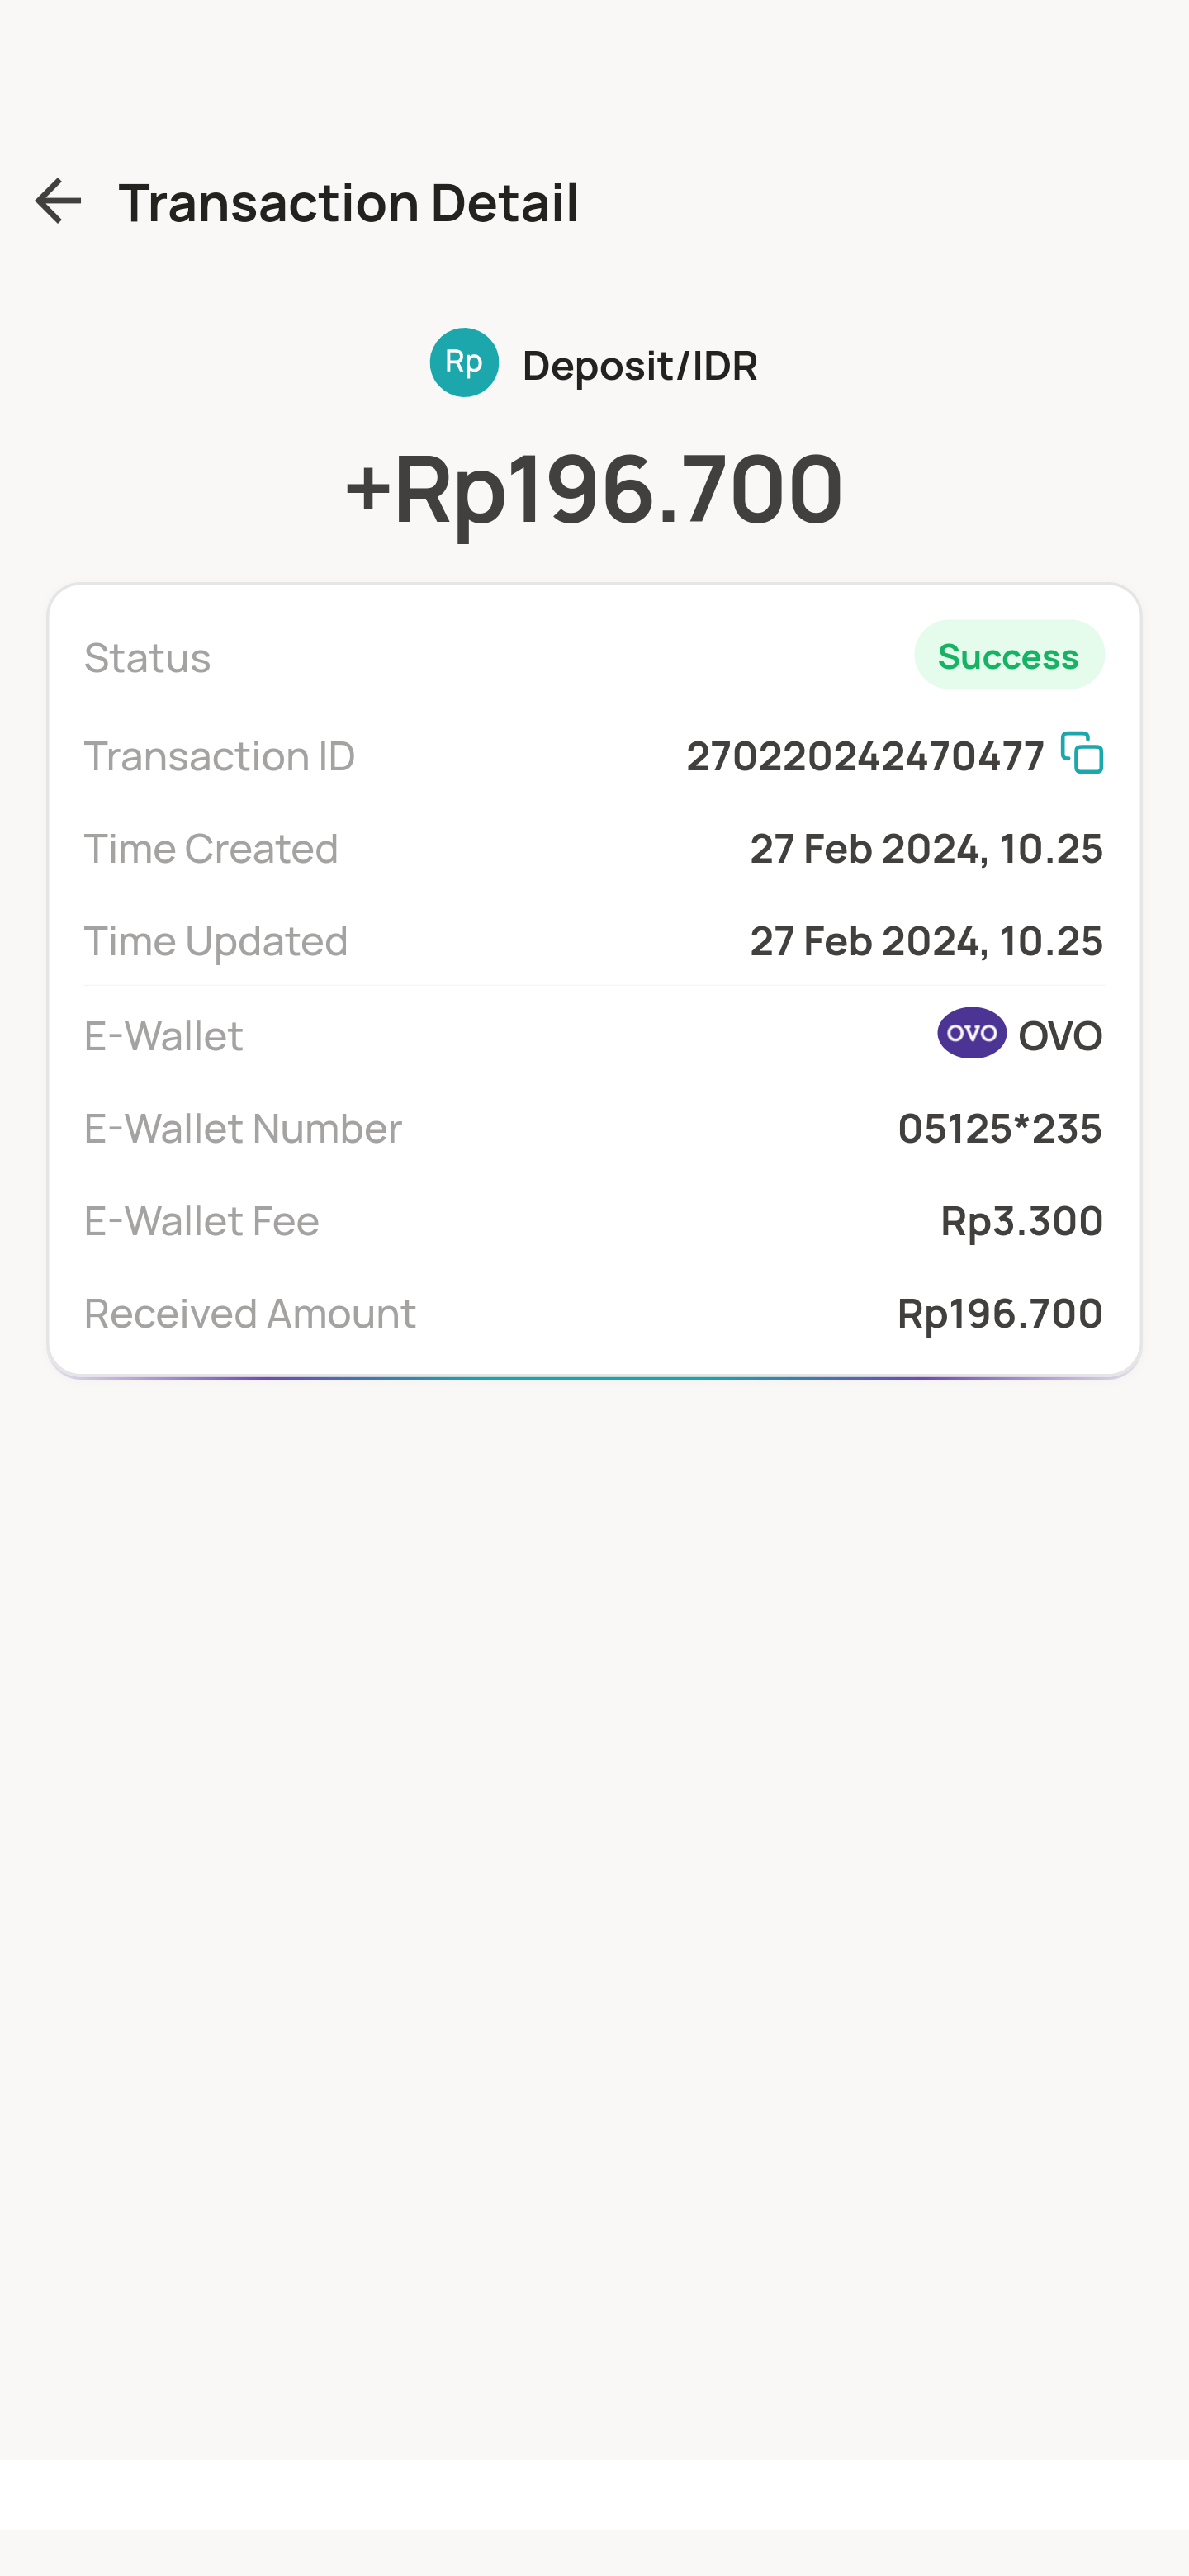 Transaction Detail
Rp Deposit/IDR
+Rp196.700
Status Success
Transaction ID 270220242470477
Time Created 27 Feb 2024, 10.25
Time Updated 27 Feb 2024, 10.25
E-Wallet OVO OVO
E-Wallet Number 05125*235
E-Wallet Fee Rp3.300
Received Amount Rp196.700